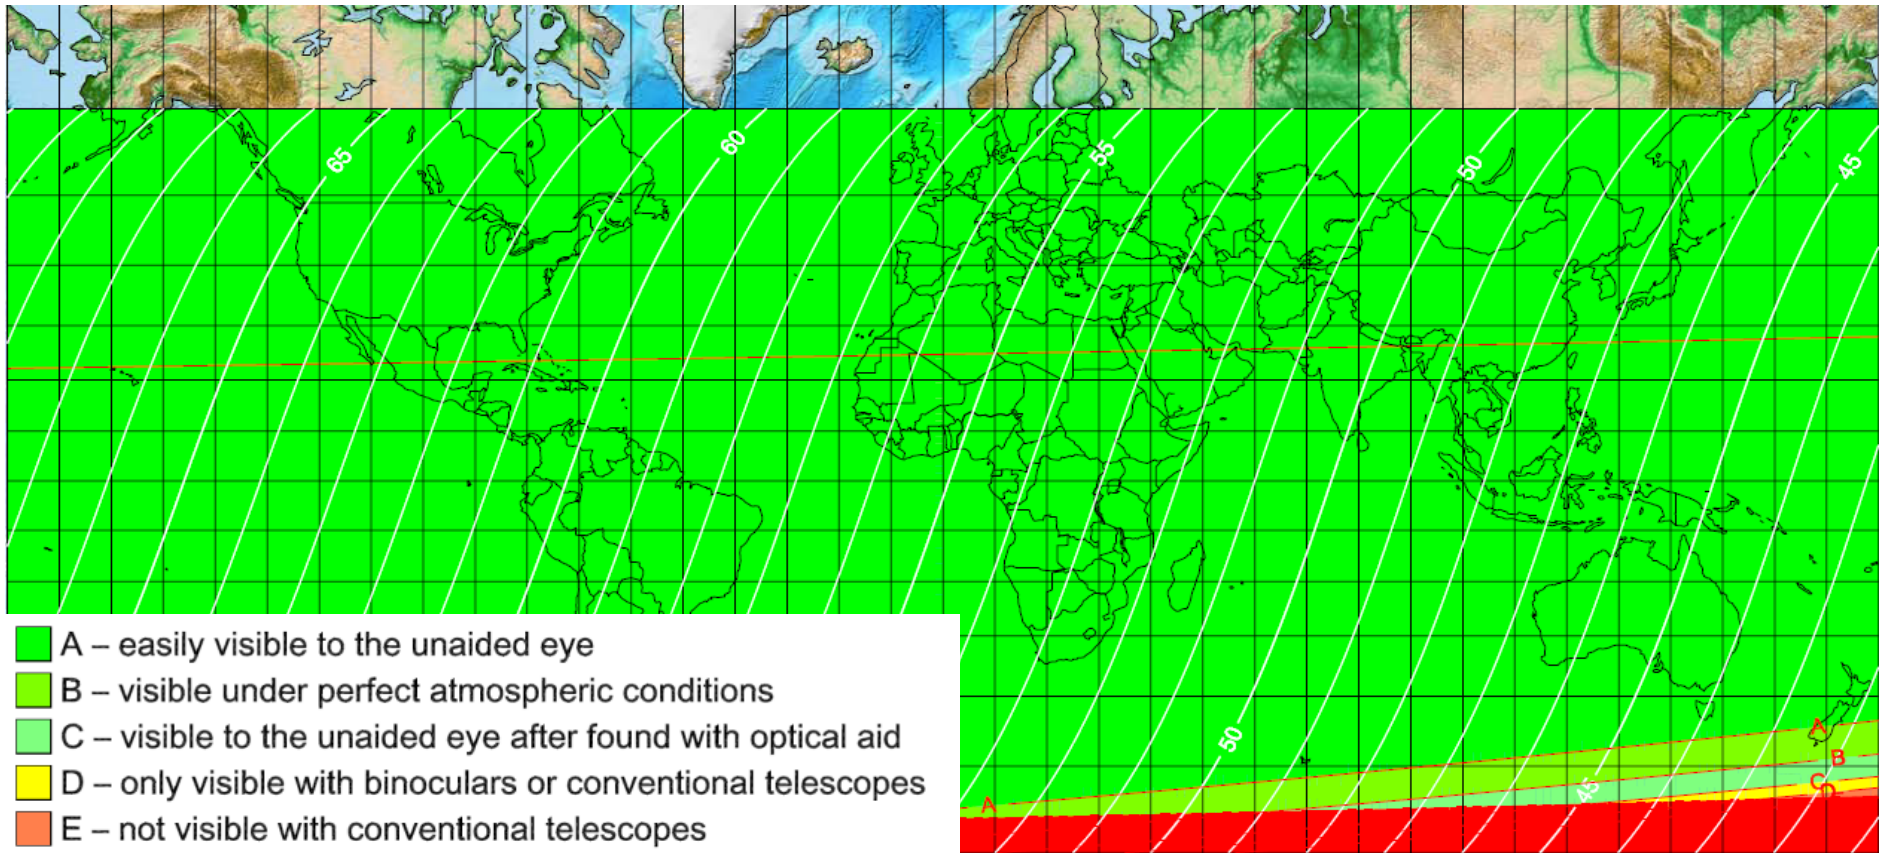 65
60
55
50
45
A
50
B
C
D
45
A
A – easily visible to the unaided eye
B – visible under perfect atmospheric conditions
C – visible to the unaided eye after found with optical aid
D – only visible with binoculars or conventional telescopes
E – not visible with conventional telescopes